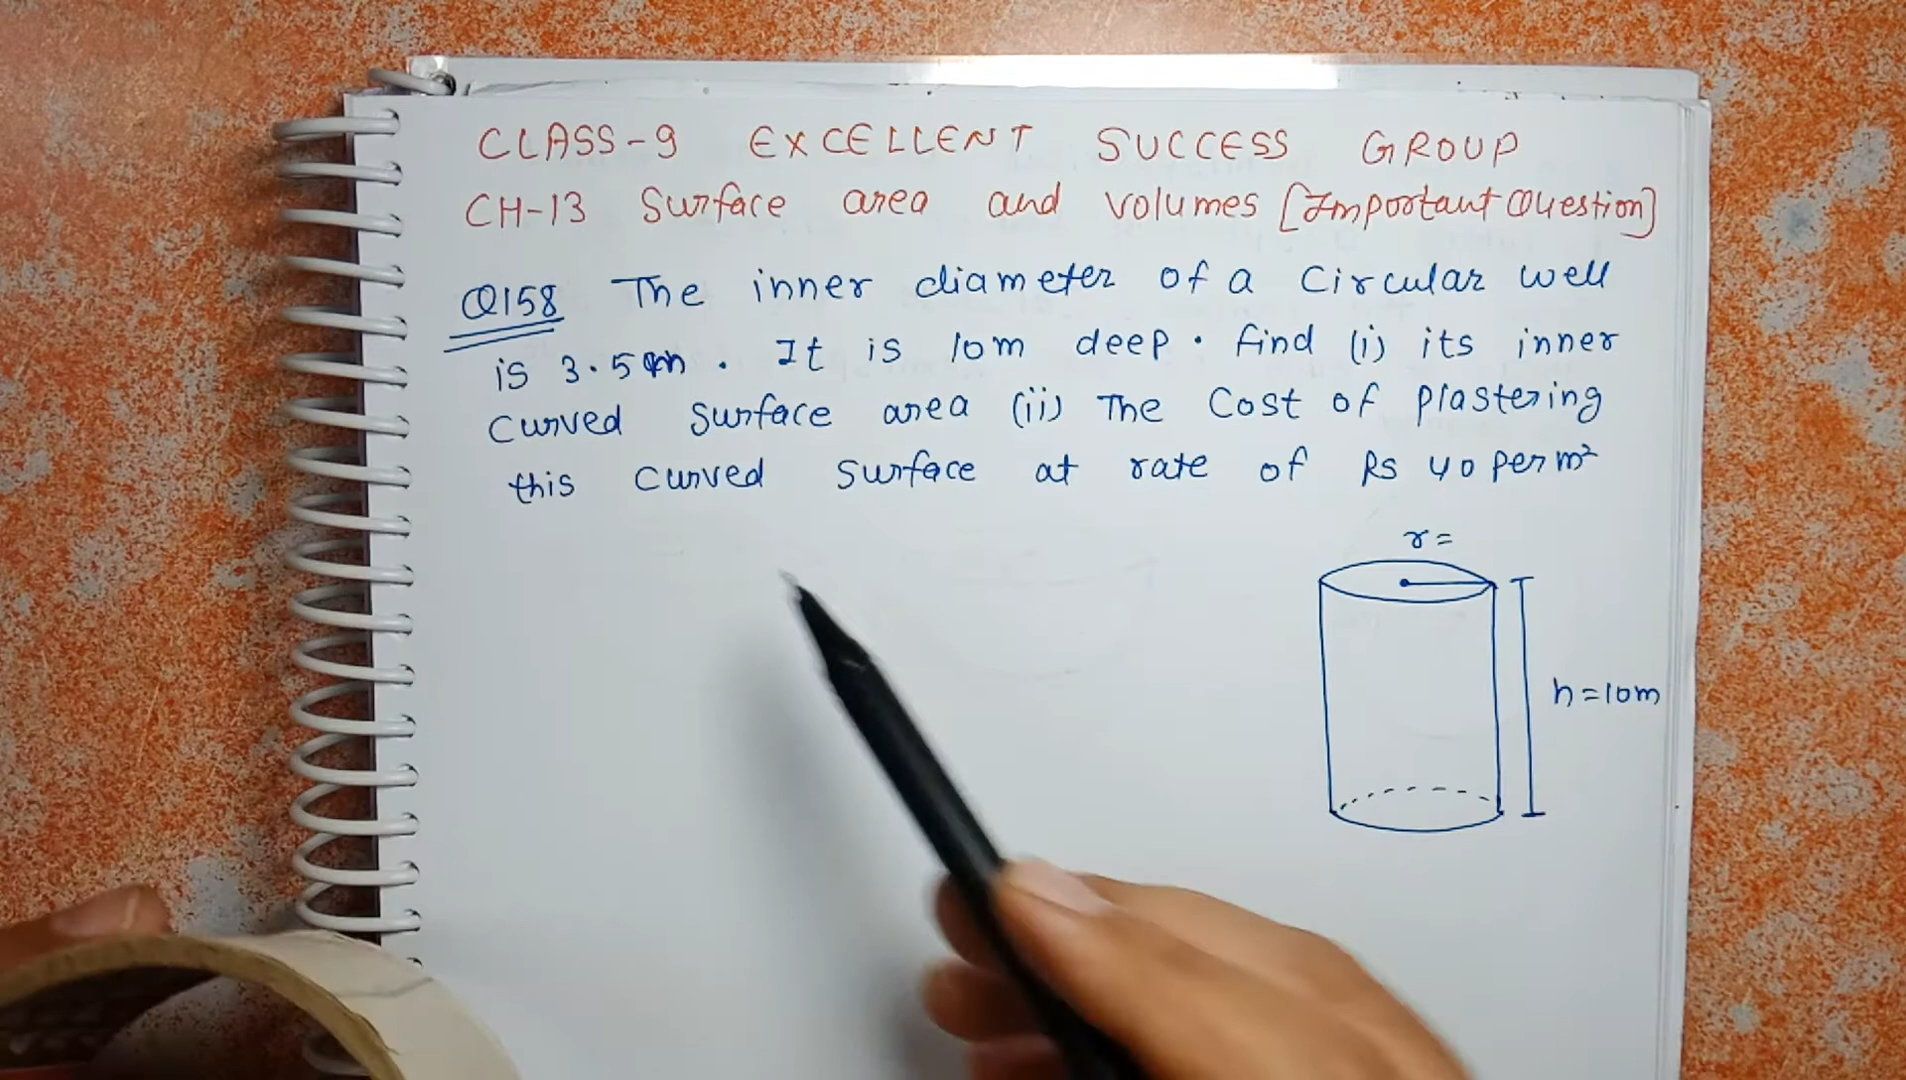 CLASS-9 EXCELLENT SUCCESS GROUP
CH-13 Surface area and volumes [Important Question]
Q158 The inner diameter of a Circular well
is 3.5m. It is 10m deep. find (i) its inner
Curved Surface area (ii) The Cost of Plastering
this Curved Surface at rate of Rs 40 per m²
r =
h = 10m